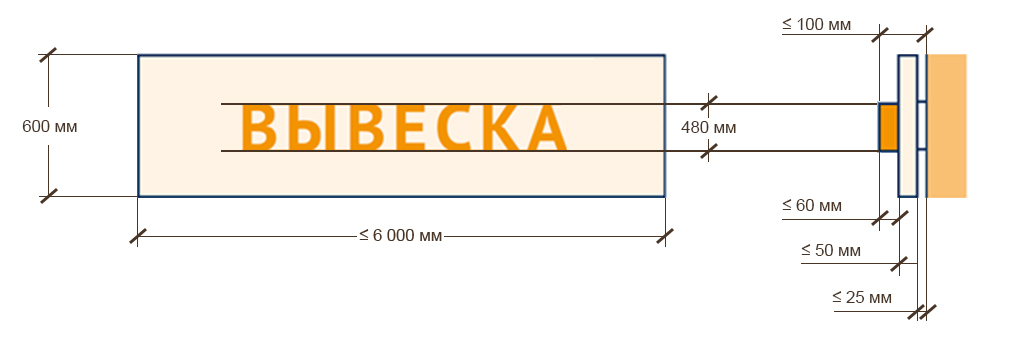 ≤ 100 мм
600 мм
ВЫВЕСКА
480 мм
≤ 60 мм
≤ 6 000 мм
≤ 50 мм
≤ 25 мм